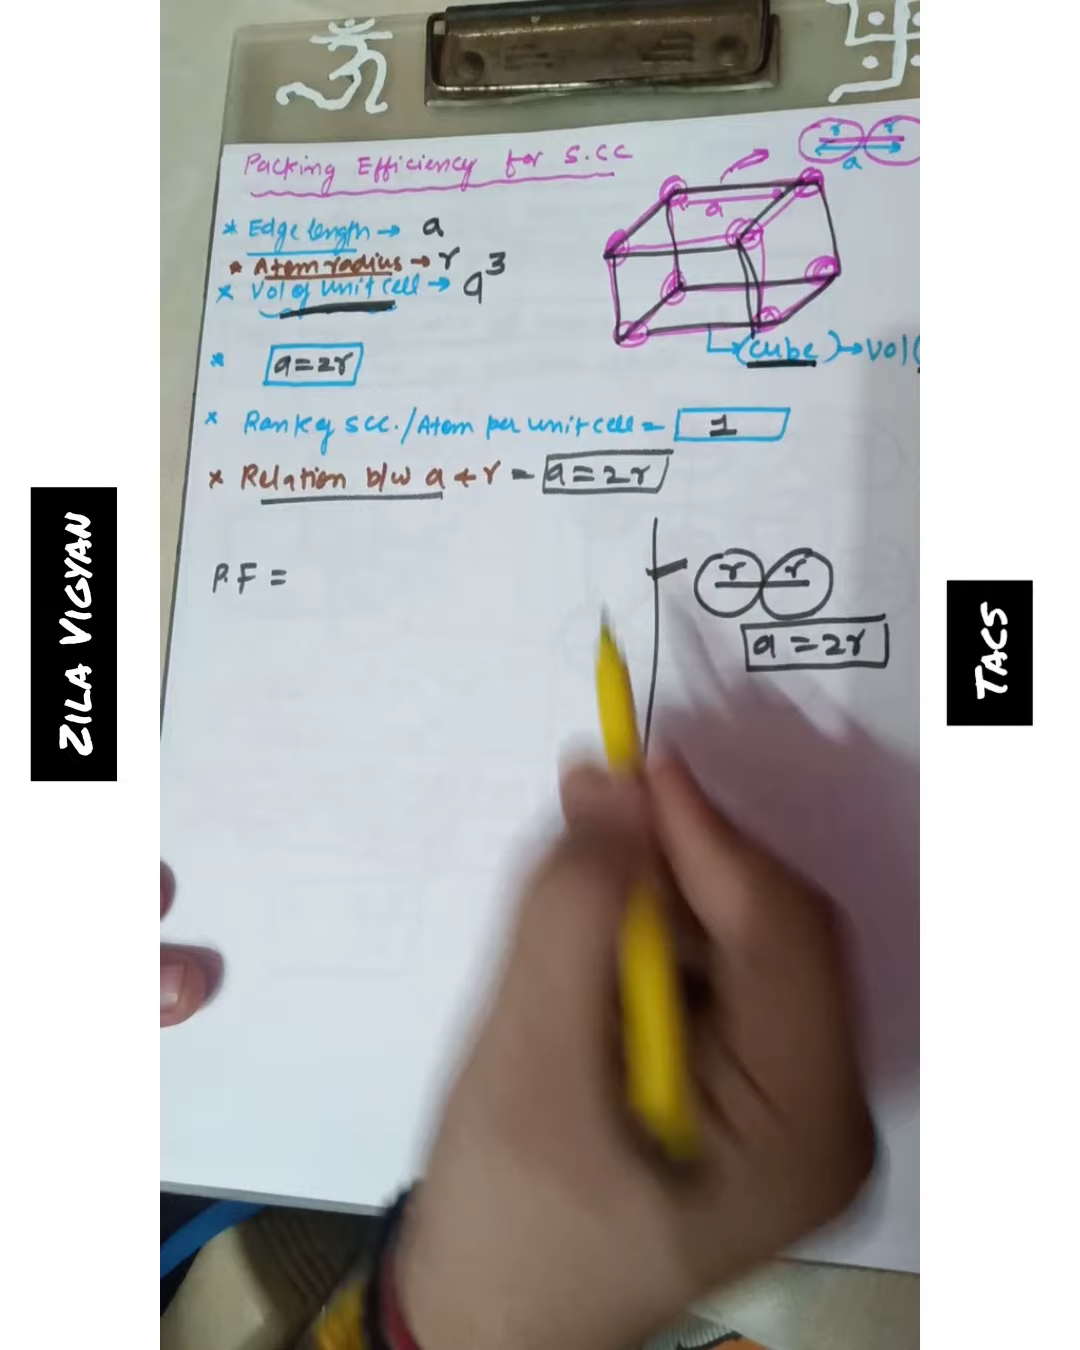 ॐ
Packing Efficiency for S.CC
r r
a
* Edge length → a
* Atom radius → r
* Vol of unit cell → a³
a
(cube) → Vol(
* a=2r
* Rank of SCC./Atom per unit cell = 1
* Relation b/w a + r = a=2r
P.F =
r r
a=2r
ZILA VIGYAN
TACS